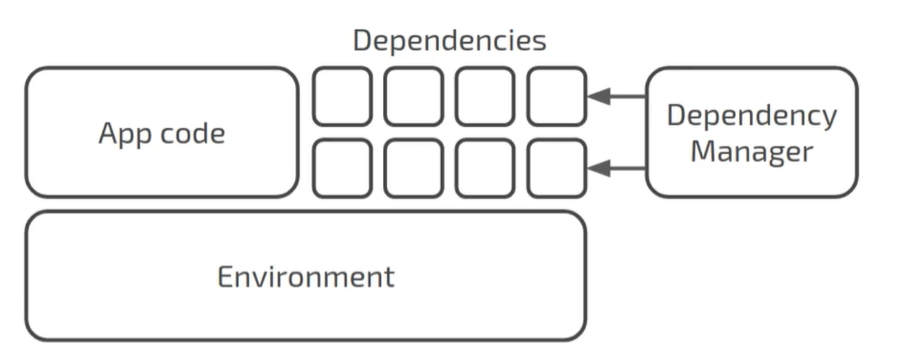 Dependencies
App code
Dependency
Manager
Environment